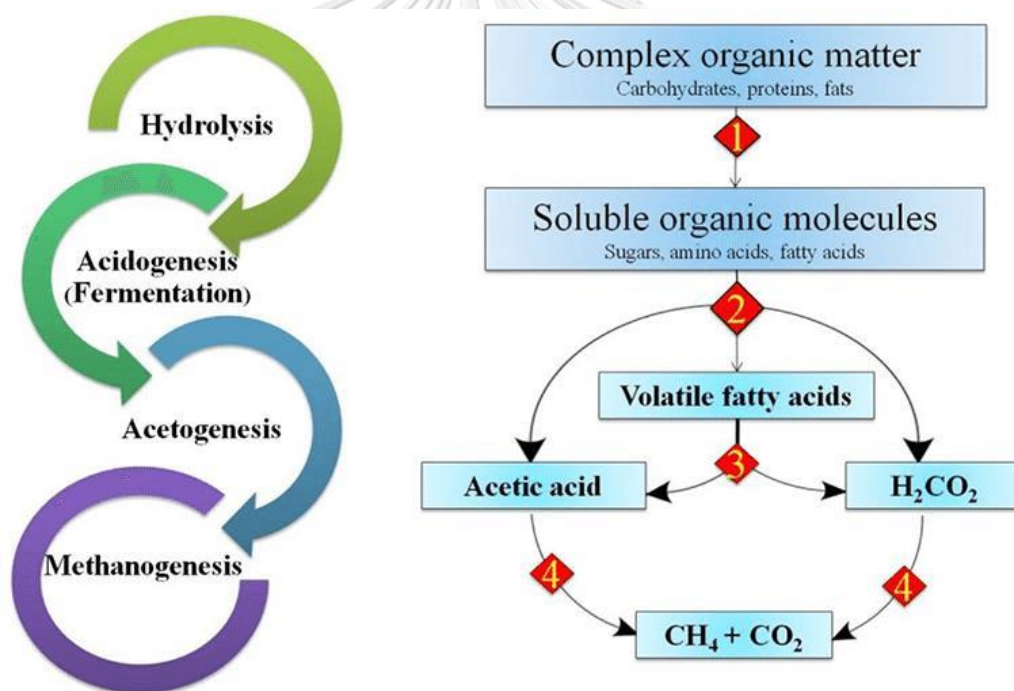 Hydrolysis
Acidogenesis
(Fermentation)
Acetogenesis
Methanogenesis
Complex organic matter
Carbohydrates, proteins, fats
1
Soluble organic molecules
Sugars, amino acids, fatty acids
2
Volatile fatty acids
3
Acetic acid
H₂CO₂
4
4
CH₄ + CO₂